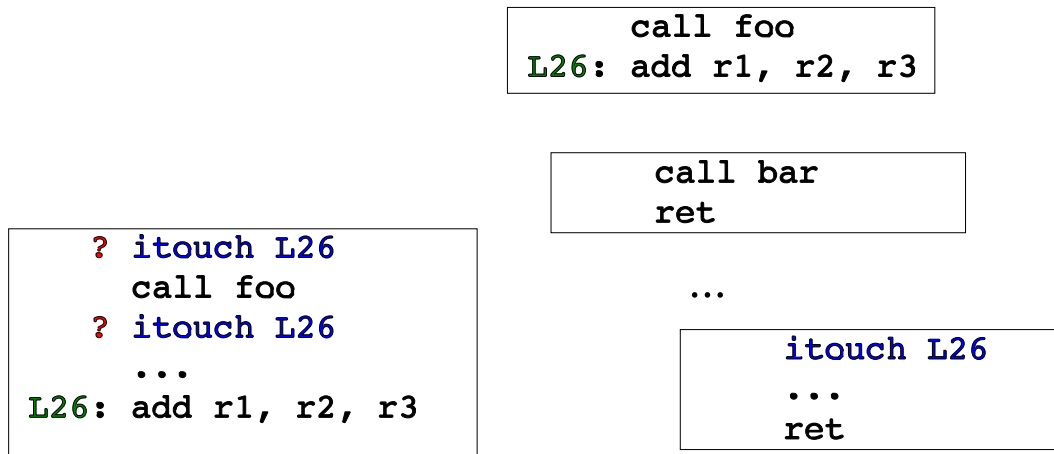 call foo
L26: add r1, r2, r3
call bar
ret
...
itouch L26
...
ret
? itouch L26
call foo
? itouch L26
...
L26: add r1, r2, r3